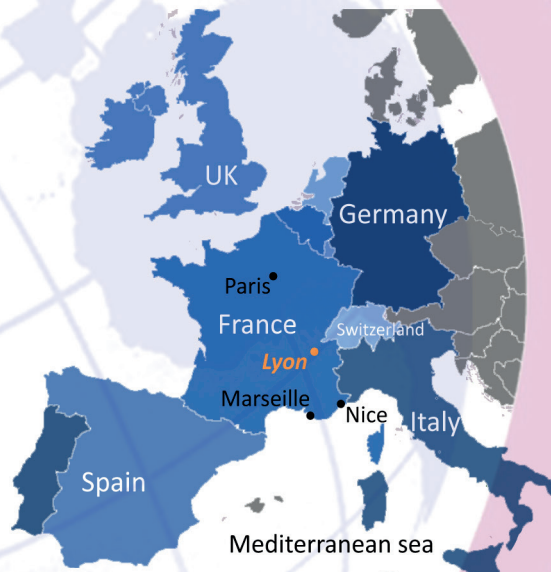 UK
Germany
Paris
France
Switzerland
Lyon
Marseille
Nice
Italy
Spain
Mediterranean sea